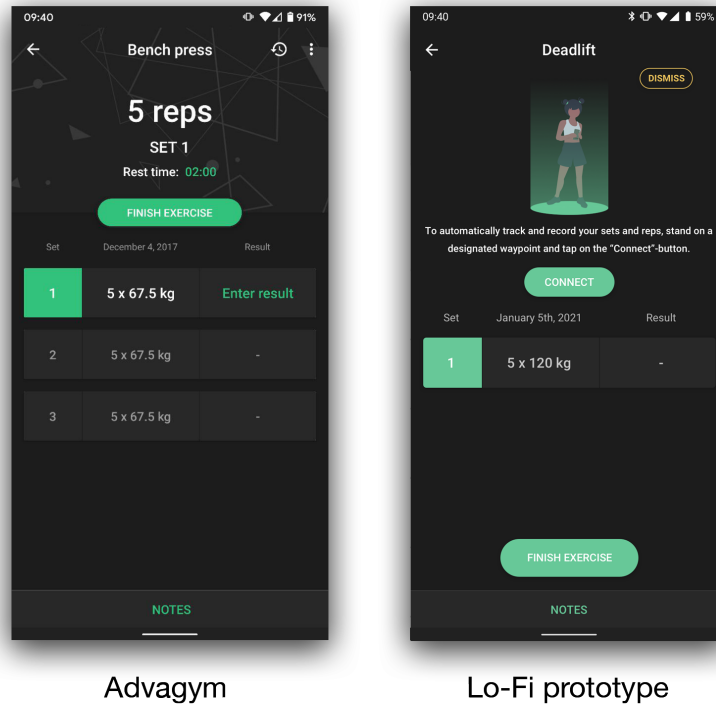 09:40
91%
Bench press
5 reps
SET 1
Rest time: 02:00
FINISH EXERCISE
Set December 4, 2017 Result
1 5 x 67.5 kg Enter result
2 5 x 67.5 kg -
3 5 x 67.5 kg -
NOTES
Advagym
09:40
59%
Deadlift
DISMISS
To automatically track and record your sets and reps, stand on a
designated waypoint and tap on the “Connect”-button.
CONNECT
Set January 5th, 2021 Result
1 5 x 120 kg -
FINISH EXERCISE
NOTES
Lo-Fi prototype